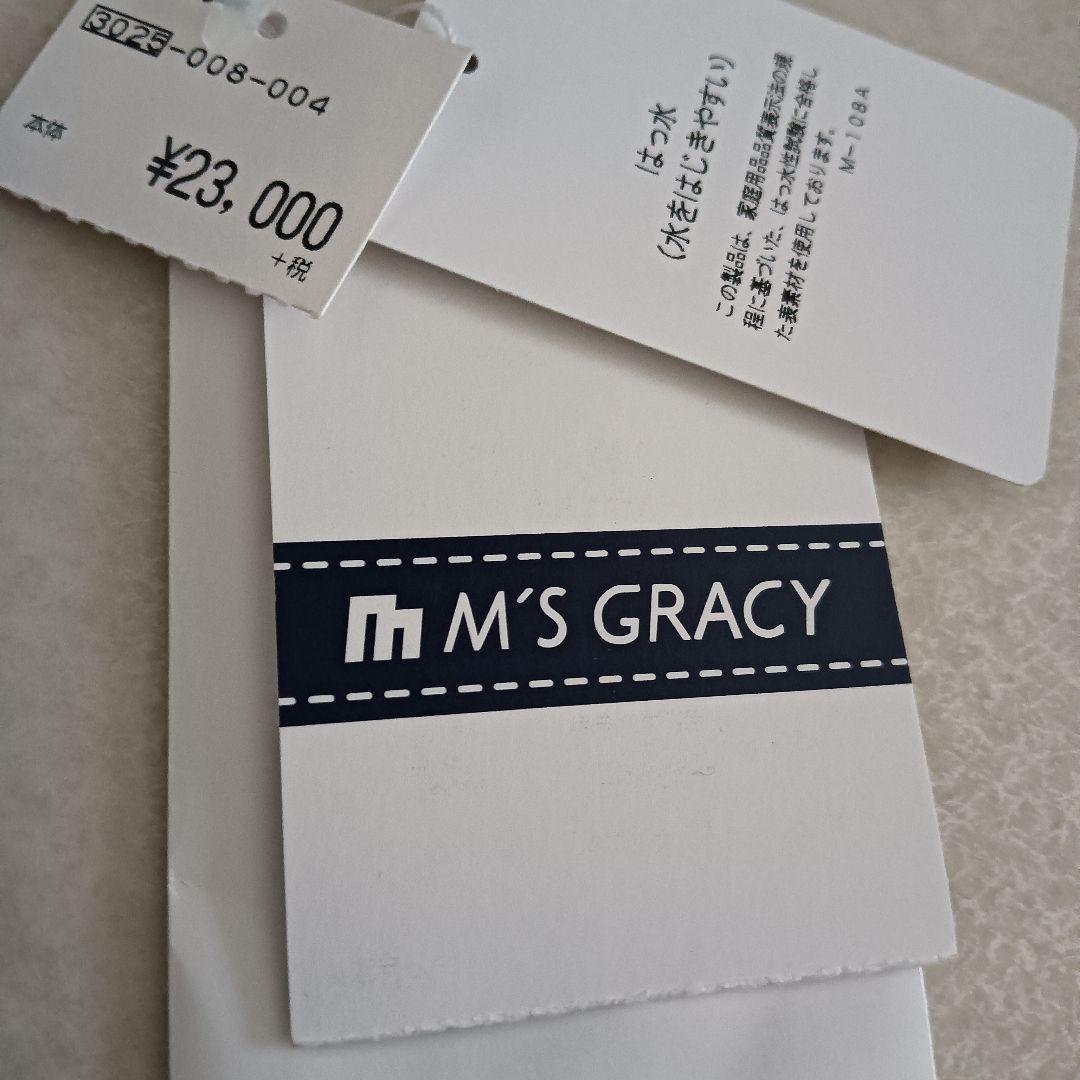 3025-008-004
本体
¥23,000
+税
はっ水
(水をはじきやすい)
この製品は、家庭用品品質表示法の規
程に基づいた、はっ水性試験に合格し
た表素材を使用しております。
M-108A
M'S GRACY